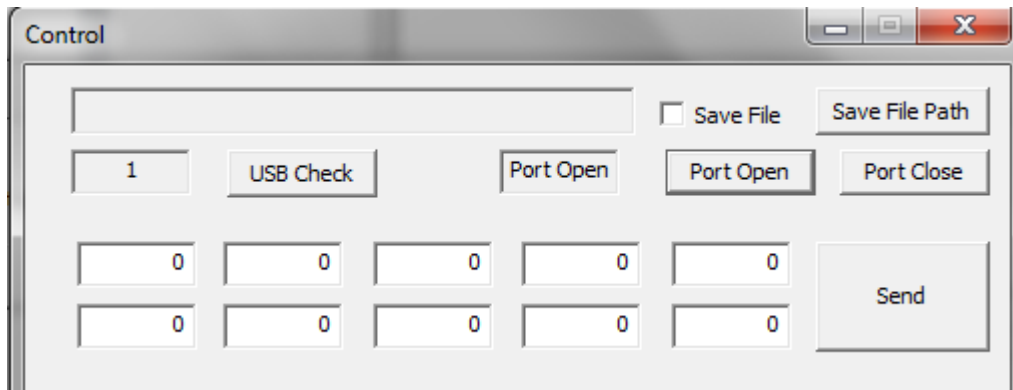 Control
Save File Save File Path
1 USB Check Port Open Port Open Port Close
0 0 0 0 0
Send
0 0 0 0 0